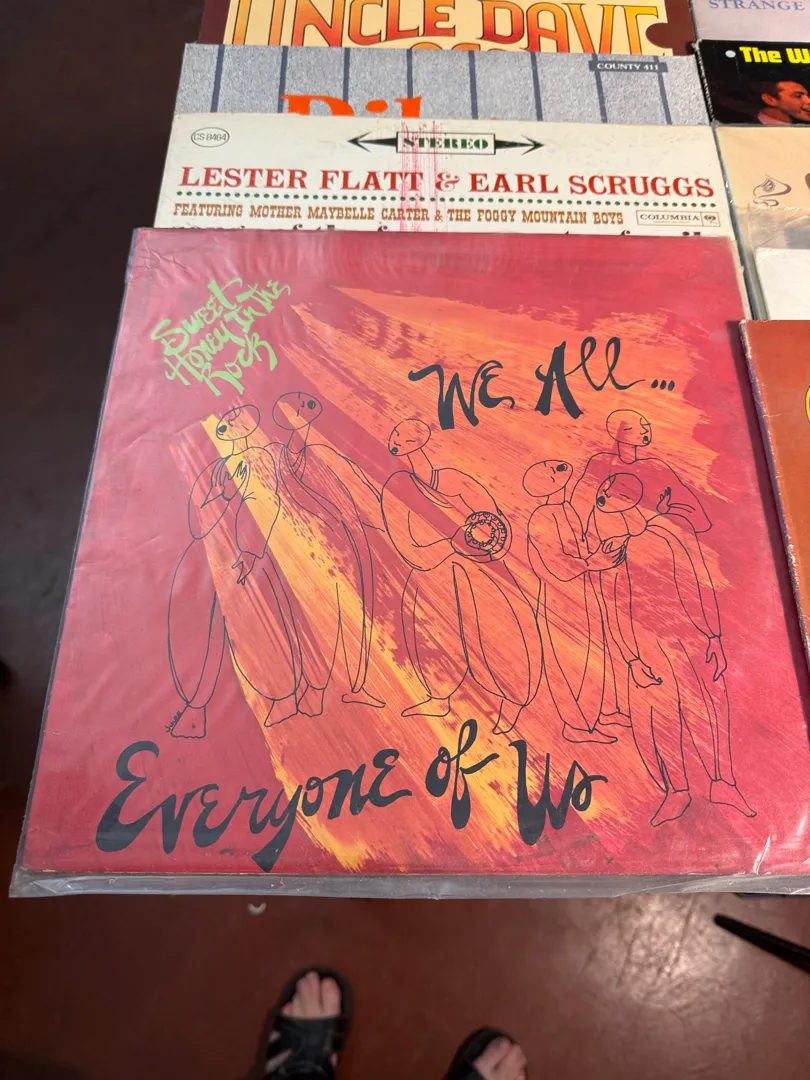 UNCLE DAVE
STRANGE
The W
COUNTY 411
CS 8464
STEREO
LESTER FLATT & EARL SCRUGGS
FEATURING MOTHER MAYBELLE CARTER & THE FOGGY MOUNTAIN BOYS
COLUMBIA
SWEET
HONEY IN THE
ROCK
WE All...
EVERYONE of Us